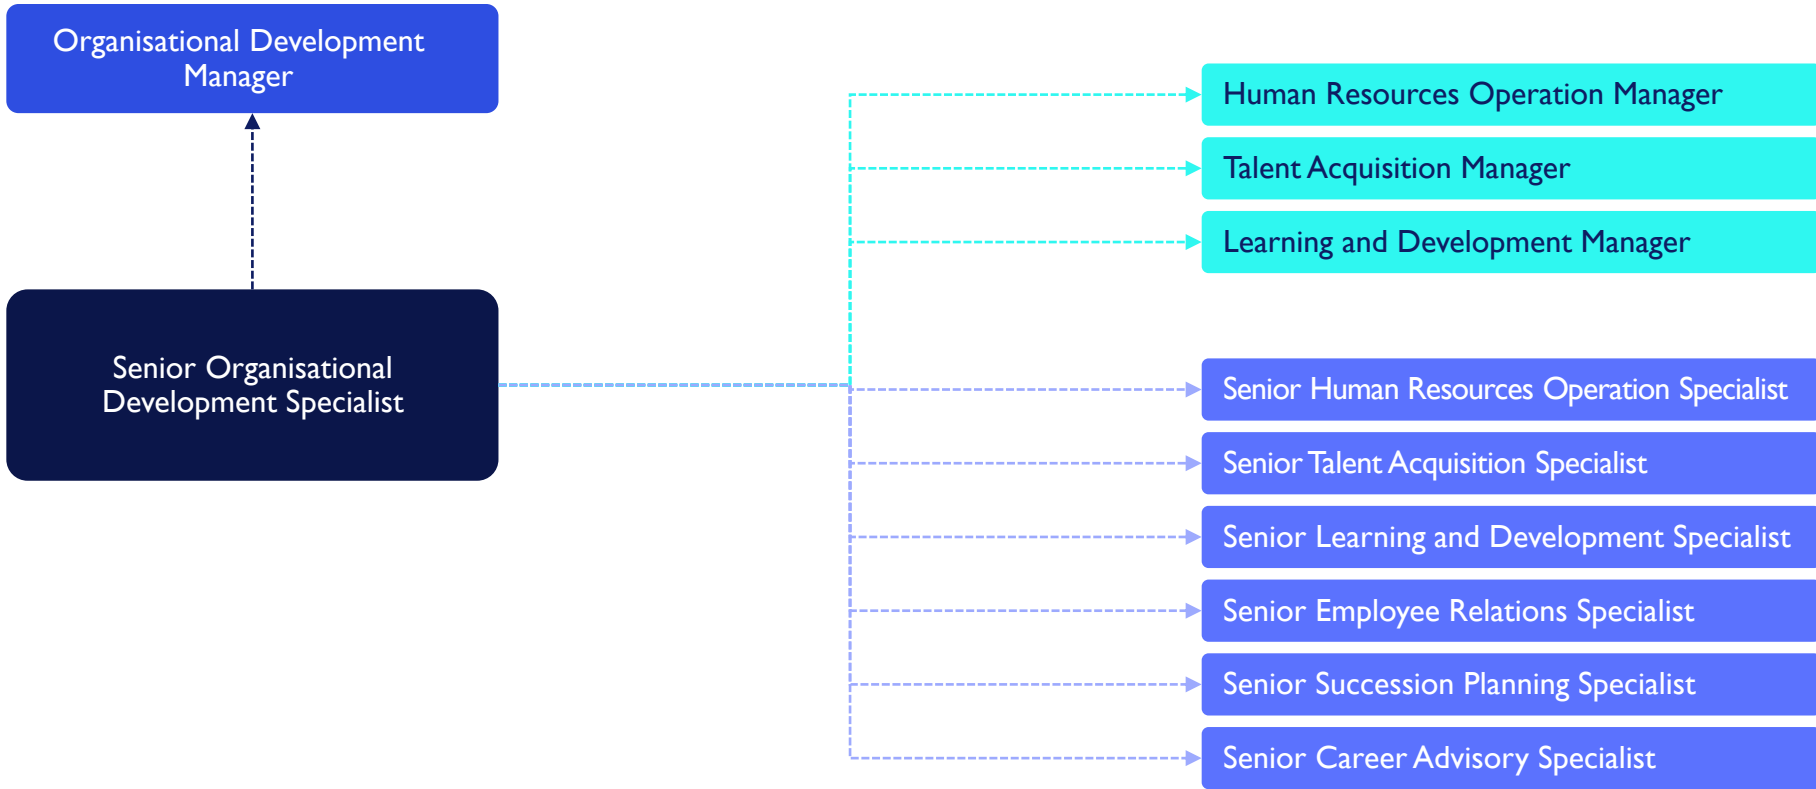 Organisational Development
Manager
Senior Organisational
Development Specialist
Human Resources Operation Manager
Talent Acquisition Manager
Learning and Development Manager
Senior Human Resources Operation Specialist
Senior Talent Acquisition Specialist
Senior Learning and Development Specialist
Senior Employee Relations Specialist
Senior Succession Planning Specialist
Senior Career Advisory Specialist